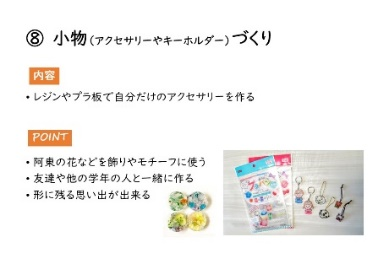 ⑧ 小物（アクセサリーやキーホルダー）づくり
内容
• レジンやプラ板で自分だけのアクセサリーを作る
POINT
• 阿東の花などを飾りやモチーフに使う
• 友達や他の学年の人と一緒に作る
• 形に残る思い出が出来る